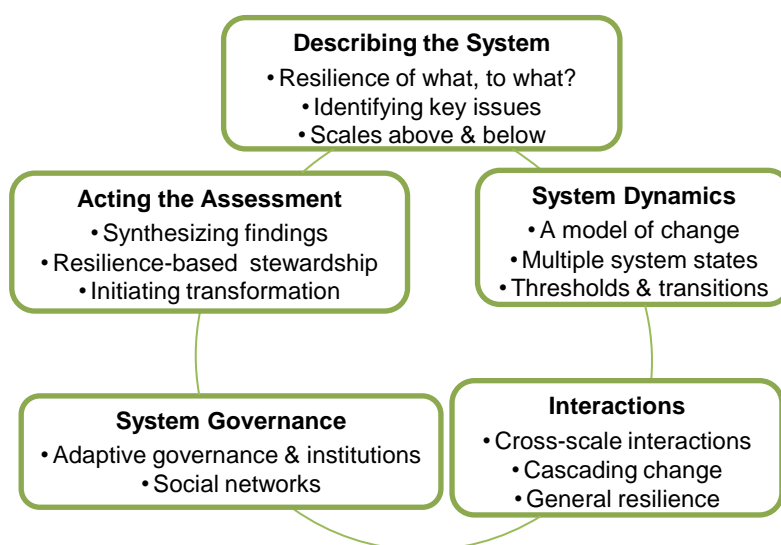 Describing the System
• Resilience of what, to what?
• Identifying key issues
• Scales above & below
Acting the Assessment
• Synthesizing findings
• Resilience-based stewardship
• Initiating transformation
System Dynamics
• A model of change
• Multiple system states
• Thresholds & transitions
System Governance
• Adaptive governance & institutions
• Social networks
Interactions
• Cross-scale interactions
• Cascading change
• General resilience